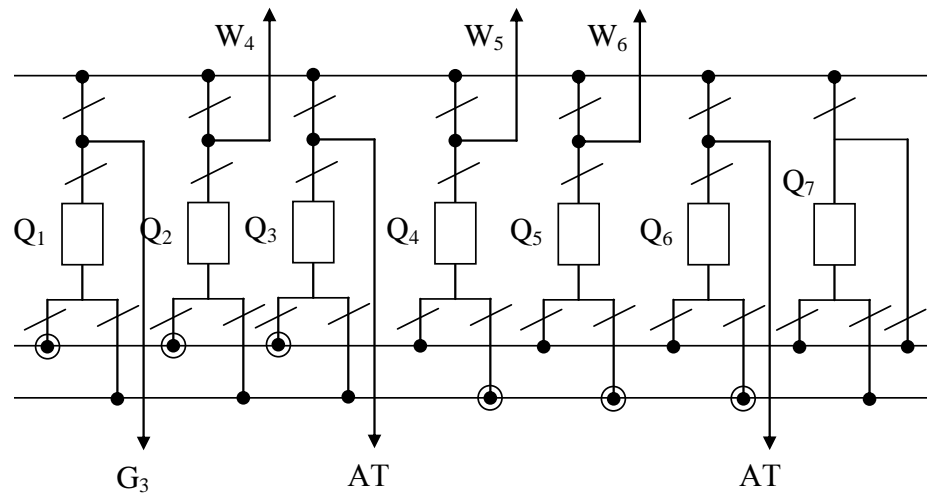 W₄ W₅ W₆
Q₇
Q₁ Q₂ Q₃ Q₄ Q₅ Q₆
G₃ AT AT